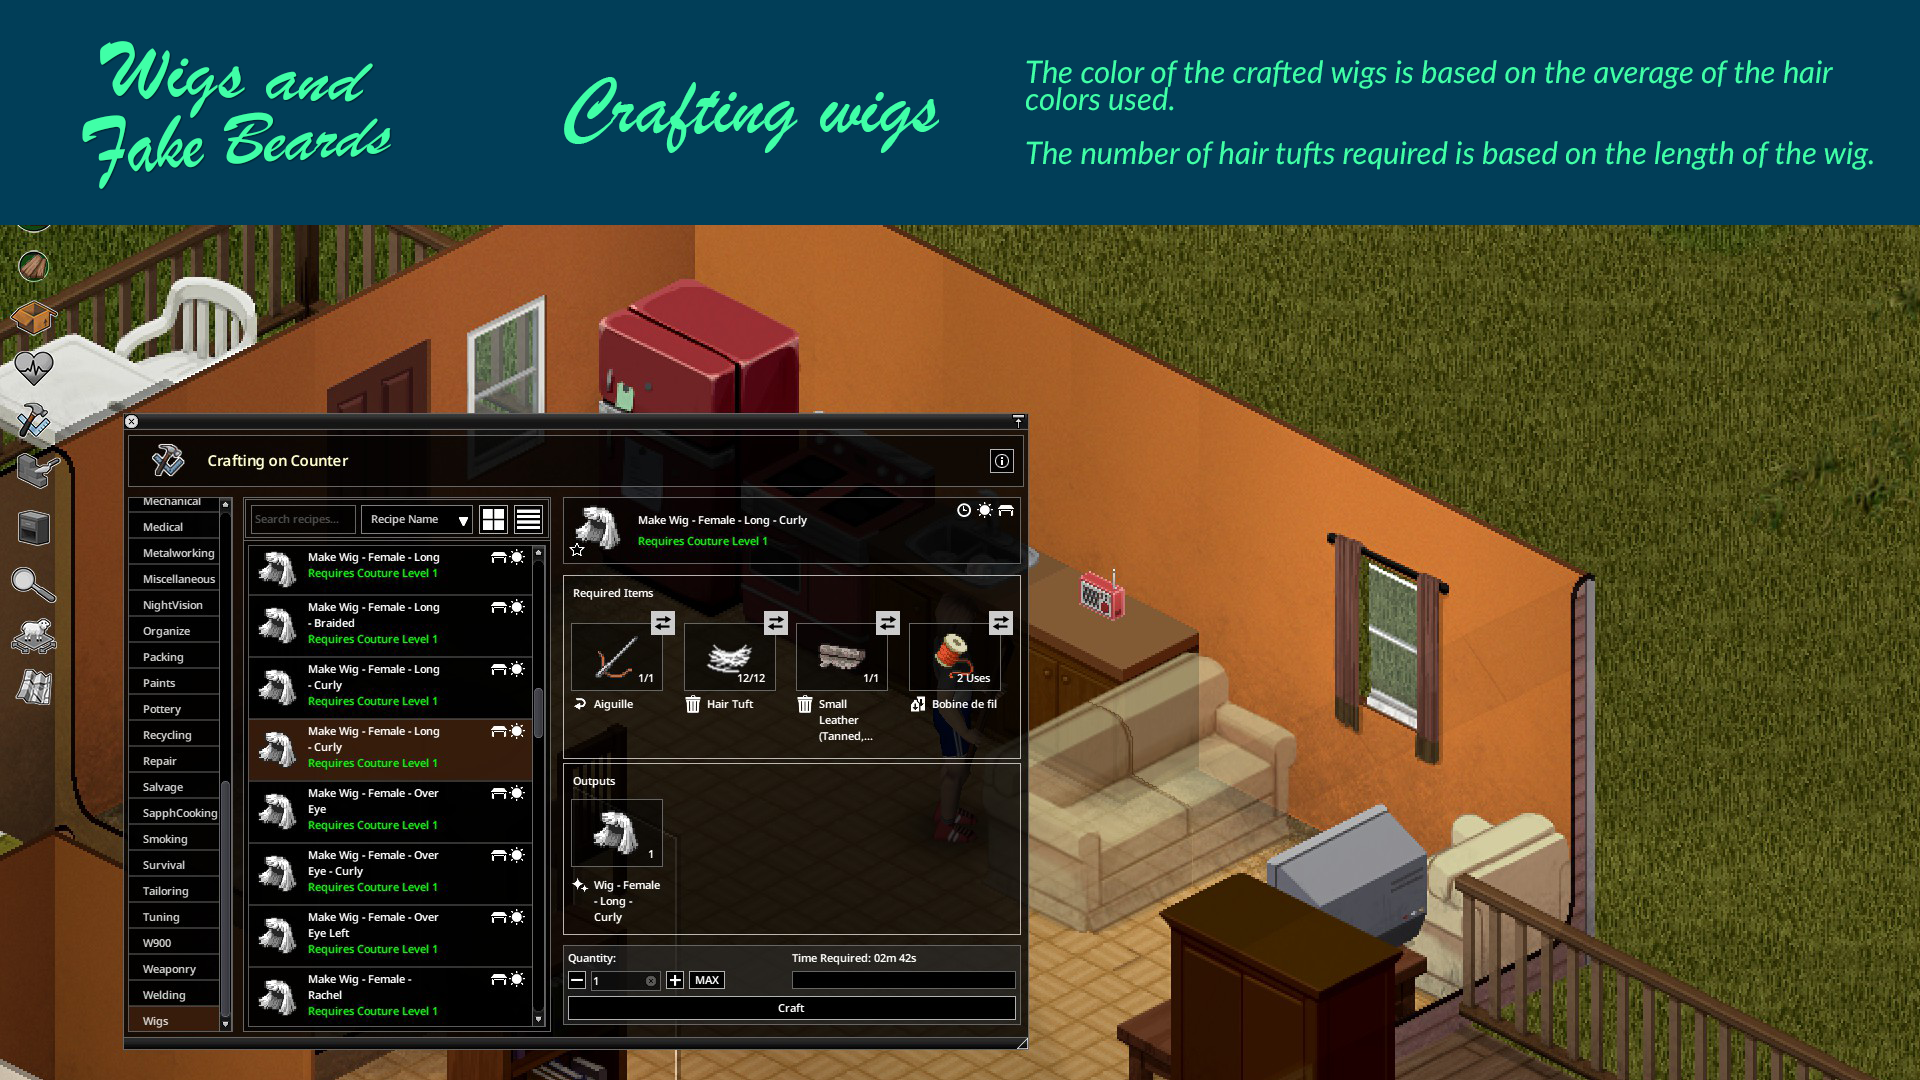 Wigs and
Fake Beards
Crafting wigs
The color of the crafted wigs is based on the average of the hair
colors used.
The number of hair tufts required is based on the length of the wig.
Crafting on Counter
Mechanical
Medical
Metalworking
Miscellaneous
NightVision
Organize
Packing
Paints
Pottery
Recycling
Repair
Salvage
SapphCooking
Smoking
Survival
Tailoring
Tuning
W900
Weaponry
Welding
Wigs
Search recipes...
Recipe Name
Make Wig - Female - Long
Requires Couture Level 1
Make Wig - Female - Long
- Braided
Requires Couture Level 1
Make Wig - Female - Long
- Curly
Requires Couture Level 1
Make Wig - Female - Long
- Curly
Requires Couture Level 1
Make Wig - Female - Over
Eye
Requires Couture Level 1
Make Wig - Female - Over
Eye - Curly
Requires Couture Level 1
Make Wig - Female - Over
Eye Left
Requires Couture Level 1
Make Wig - Female -
Rachel
Requires Couture Level 1
Make Wig - Female - Long - Curly
Requires Couture Level 1
Required Items
1/1
12/12
1/1
2 Uses
Aiguille
Hair Tuft
Small
Leather
(Tanned,...
Bobine de fil
Outputs
1
Wig - Female
- Long -
Curly
Quantity:
1
MAX
Time Required: 02m 42s
Craft